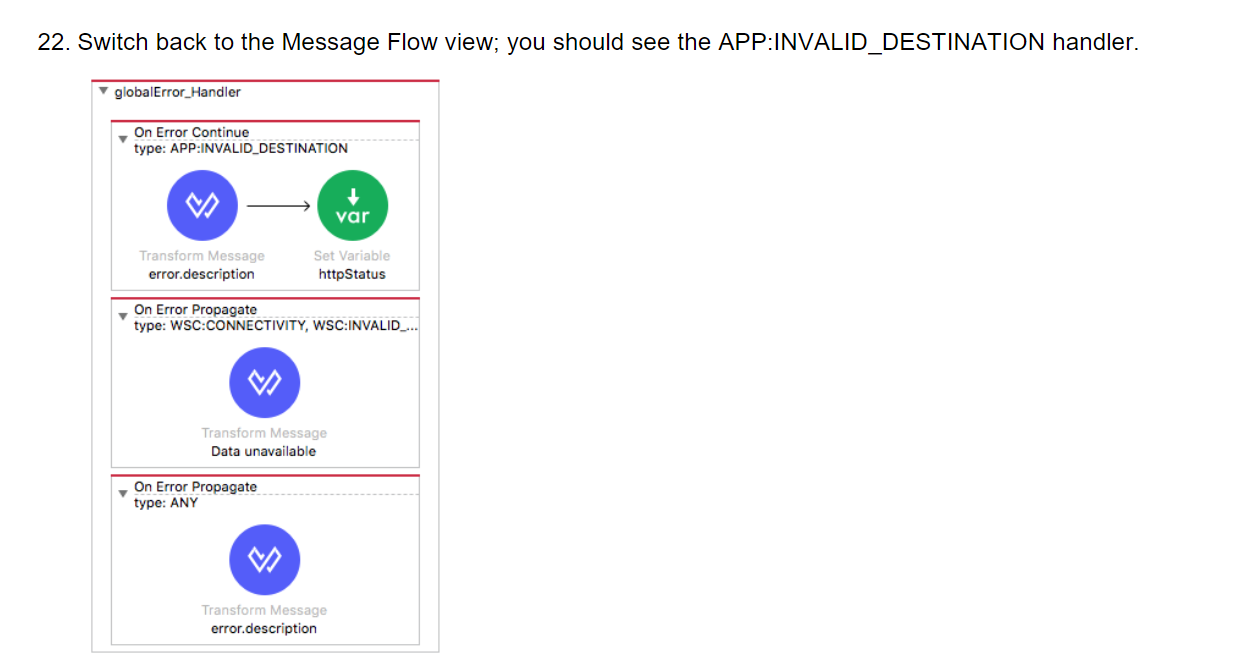 22. Switch back to the Message Flow view; you should see the APP:INVALID_DESTINATION handler.
globalError_Handler
On Error Continue
type: APP:INVALID_DESTINATION
var
Transform Message
Set Variable
error.description
httpStatus
On Error Propagate
type: WSC:CONNECTIVITY, WSC:INVALID_...
Transform Message
Data unavailable
On Error Propagate
type: ANY
Transform Message
error.description